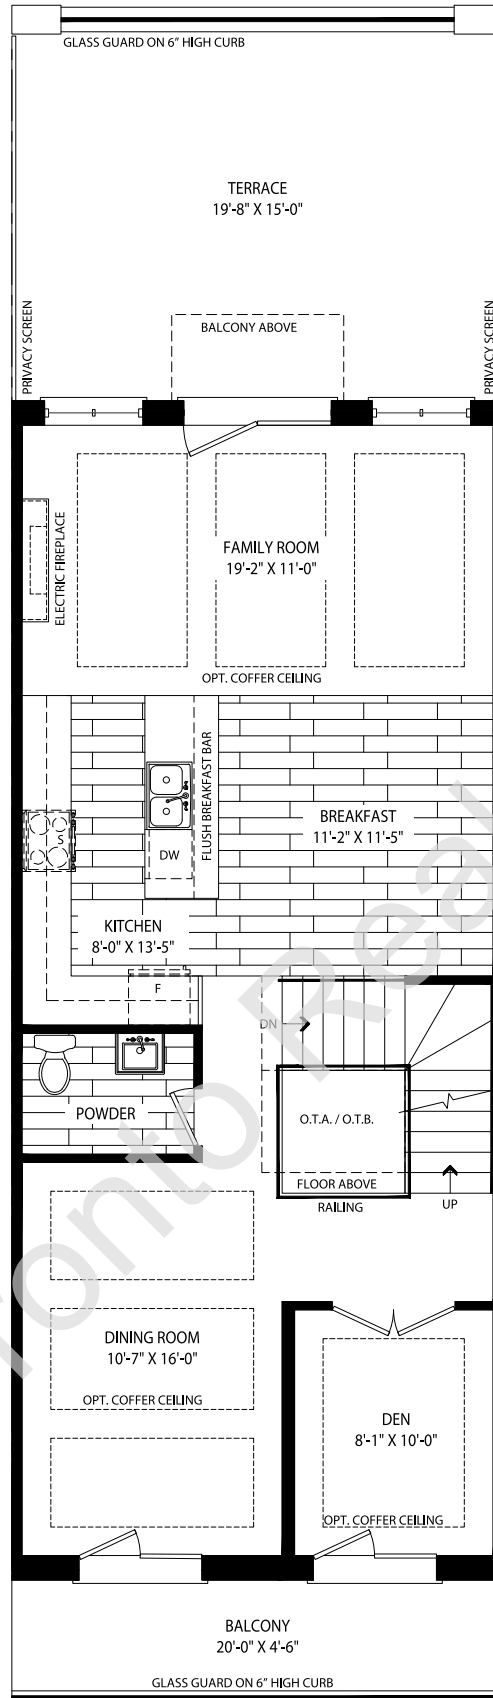 GLASS GUARD ON 6" HIGH CURB
TERRACE
19'-8" X 15'-0"
BALCONY ABOVE
PRIVACY SCREEN
PRIVACY SCREEN
ELECTRIC FIREPLACE
FAMILY ROOM
19'-2" X 11'-0"
OPT. COFFER CEILING
FLUSH BREAKFAST BAR
BREAKFAST
11'-2" X 11'-5"
S
DW
KITCHEN
8'-0" X 13'-5"
F
DN
POWDER
O.T.A. / O.T.B.
FLOOR ABOVE
RAILING
UP
DINING ROOM
10'-7" X 16'-0"
OPT. COFFER CEILING
DEN
8'-1" X 10'-0"
OPT. COFFER CEILING
BALCONY
20'-0" X 4'-6"
GLASS GUARD ON 6" HIGH CURB
ronto Real